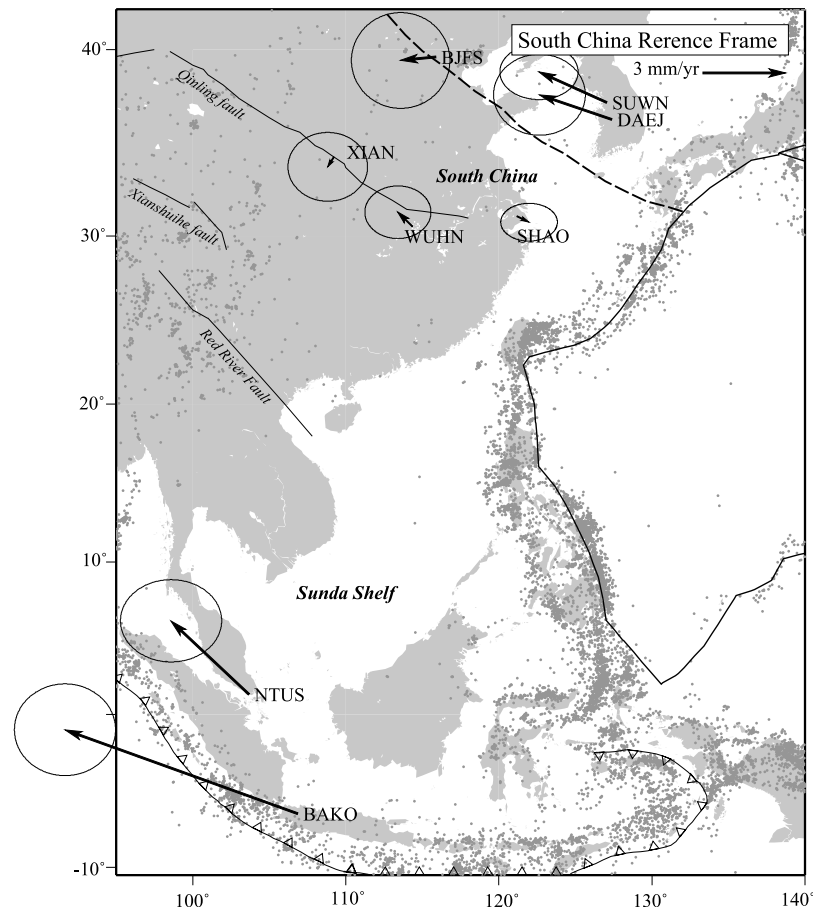 40°
South China Rerence Frame
3 mm/yr
BJFS
SUWN
DAEJ
Qinling fault
XIAN
South China
Xianshuihe fault
WUHN
SHAO
30°
Red River Fault
20°
10°
Sunda Shelf
NTUS
BAKO
-10°
100°
110°
120°
130°
140°